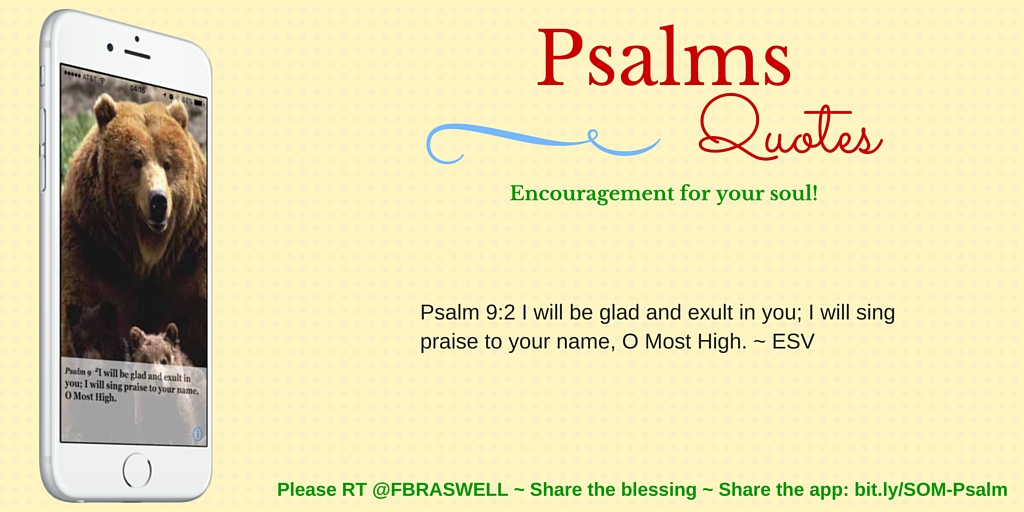 Psalms
Quotes
Encouragement for your soul!
Psalm 9:2 I will be glad and exult in you; I will sing
praise to your name, O Most High. ~ ESV
AT&T
Psalm 9 2I will be glad and exult in
you; I will sing praise to your name,
O Most High.
Please RT @FBRASWELL ~ Share the blessing ~ Share the app: bit.ly/SOM-Psalm